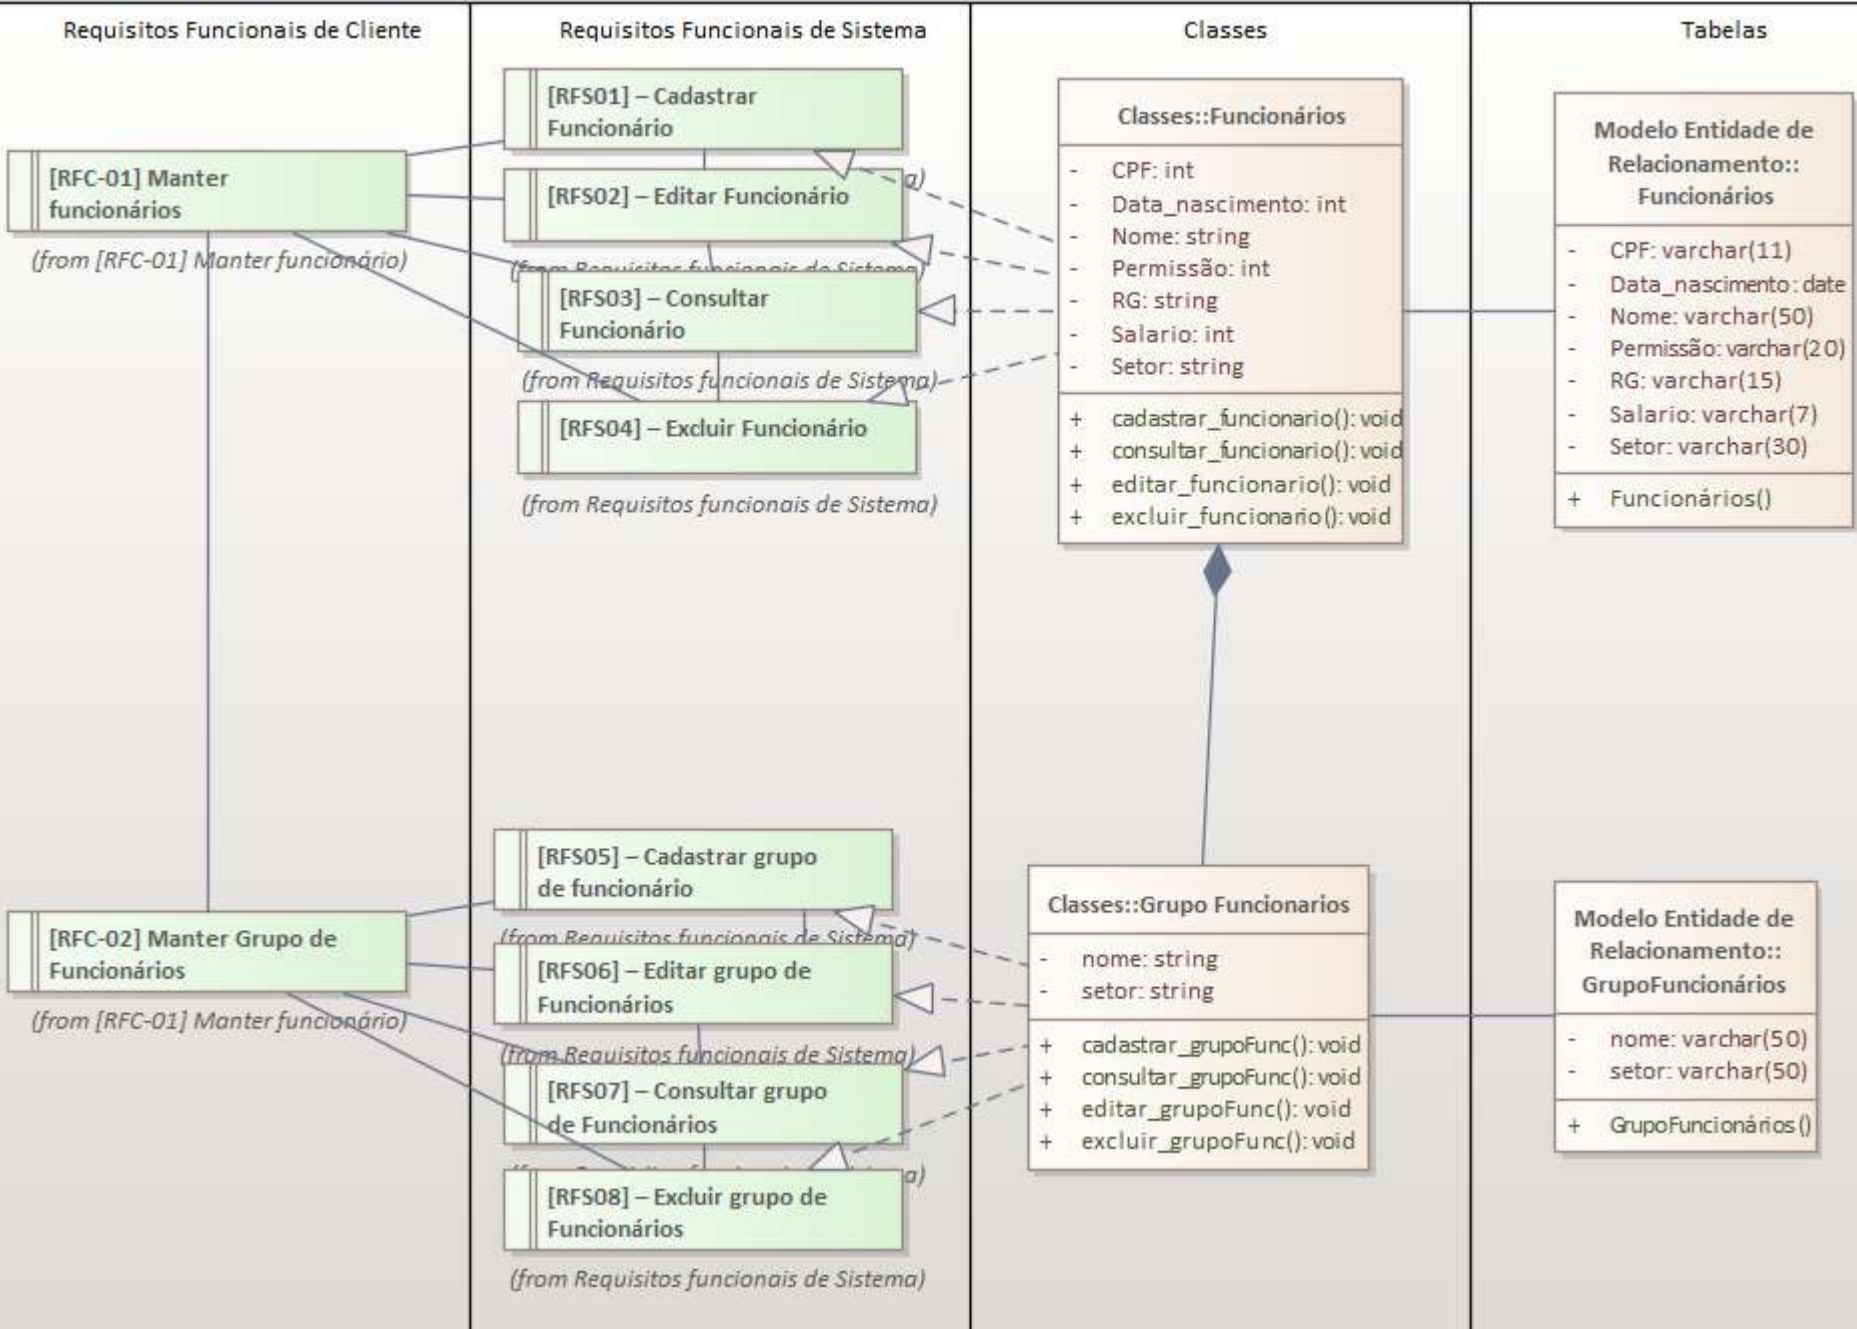 Requisitos Funcionais de Cliente
Requisitos Funcionais de Sistema
Classes
Tabelas
[RFC-01] Manter
funcionários
(from [RFC-01] Manter funcionário)
[RFC-02] Manter Grupo de
Funcionários
(from [RFC-01] Manter funcionário)
[RFS01] – Cadastrar
Funcionário
a)
[RFS02] – Editar Funcionário
(from Requisitos funcionais de Sistema)
[RFS03] – Consultar
Funcionário
(from Requisitos funcionais de Sistema)
[RFS04] – Excluir Funcionário
(from Requisitos funcionais de Sistema)
[RFS05] – Cadastrar grupo
de funcionário
(from Requisitos funcionais de Sistema)
[RFS06] – Editar grupo de
Funcionários
(from Requisitos funcionais de Sistema)
[RFS07] – Consultar grupo
de Funcionários
a)
[RFS08] – Excluir grupo de
Funcionários
(from Requisitos funcionais de Sistema)
Classes::Funcionários
- CPF: int
- Data_nascimento: int
- Nome: string
- Permissão: int
- RG: string
- Salario: int
- Setor: string
+ cadastrar_funcionario(): void
+ consultar_funcionario(): void
+ editar_funcionario(): void
+ excluir_funcionario(): void
Classes::Grupo Funcionarios
- nome: string
- setor: string
+ cadastrar_grupoFunc(): void
+ consultar_grupoFunc(): void
+ editar_grupoFunc(): void
+ excluir_grupoFunc(): void
Modelo Entidade de
Relacionamento::
Funcionários
- CPF: varchar(11)
- Data_nascimento: date
- Nome: varchar(50)
- Permissão: varchar(20)
- RG: varchar(15)
- Salario: varchar(7)
- Setor: varchar(30)
+ Funcionários()
Modelo Entidade de
Relacionamento::
GrupoFuncionários
- nome: varchar(50)
- setor: varchar(50)
+ GrupoFuncionários()